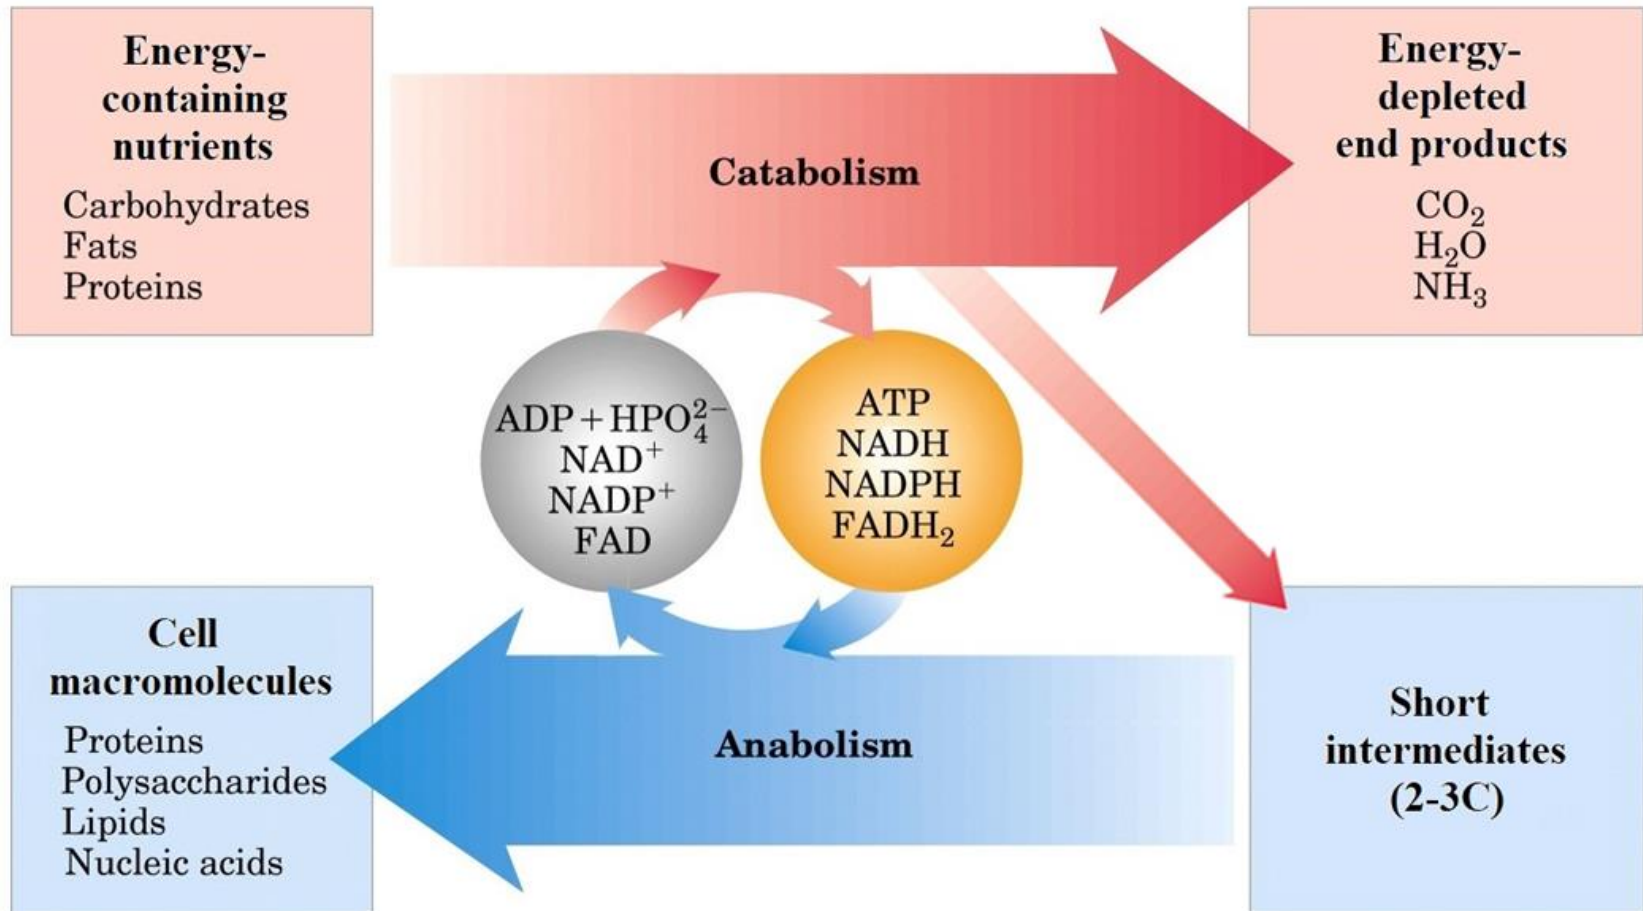 Energy-
containing
nutrients
Carbohydrates
Fats
Proteins
Catabolism
Energy-
depleted
end products
CO₂
H₂O
NH₃
ADP + HPO₄²⁻
NAD⁺
NADP⁺
FAD
ATP
NADH
NADPH
FADH₂
Cell
macromolecules
Proteins
Polysaccharides
Lipids
Nucleic acids
Anabolism
Short
intermediates
(2-3C)